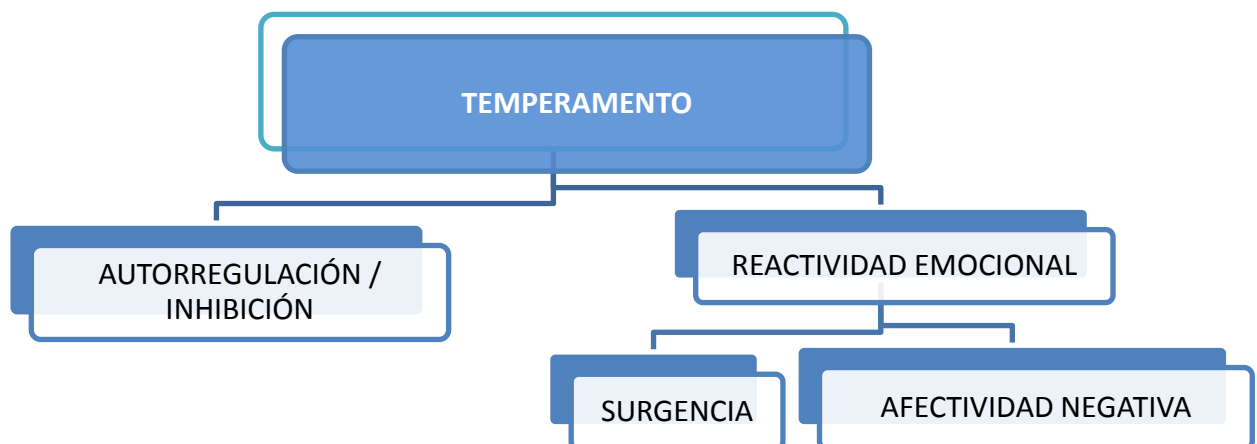 TEMPERAMENTO
AUTORREGULACIÓN /
INHIBICIÓN
REACTIVIDAD EMOCIONAL
SURGENCIA
AFECTIVIDAD NEGATIVA